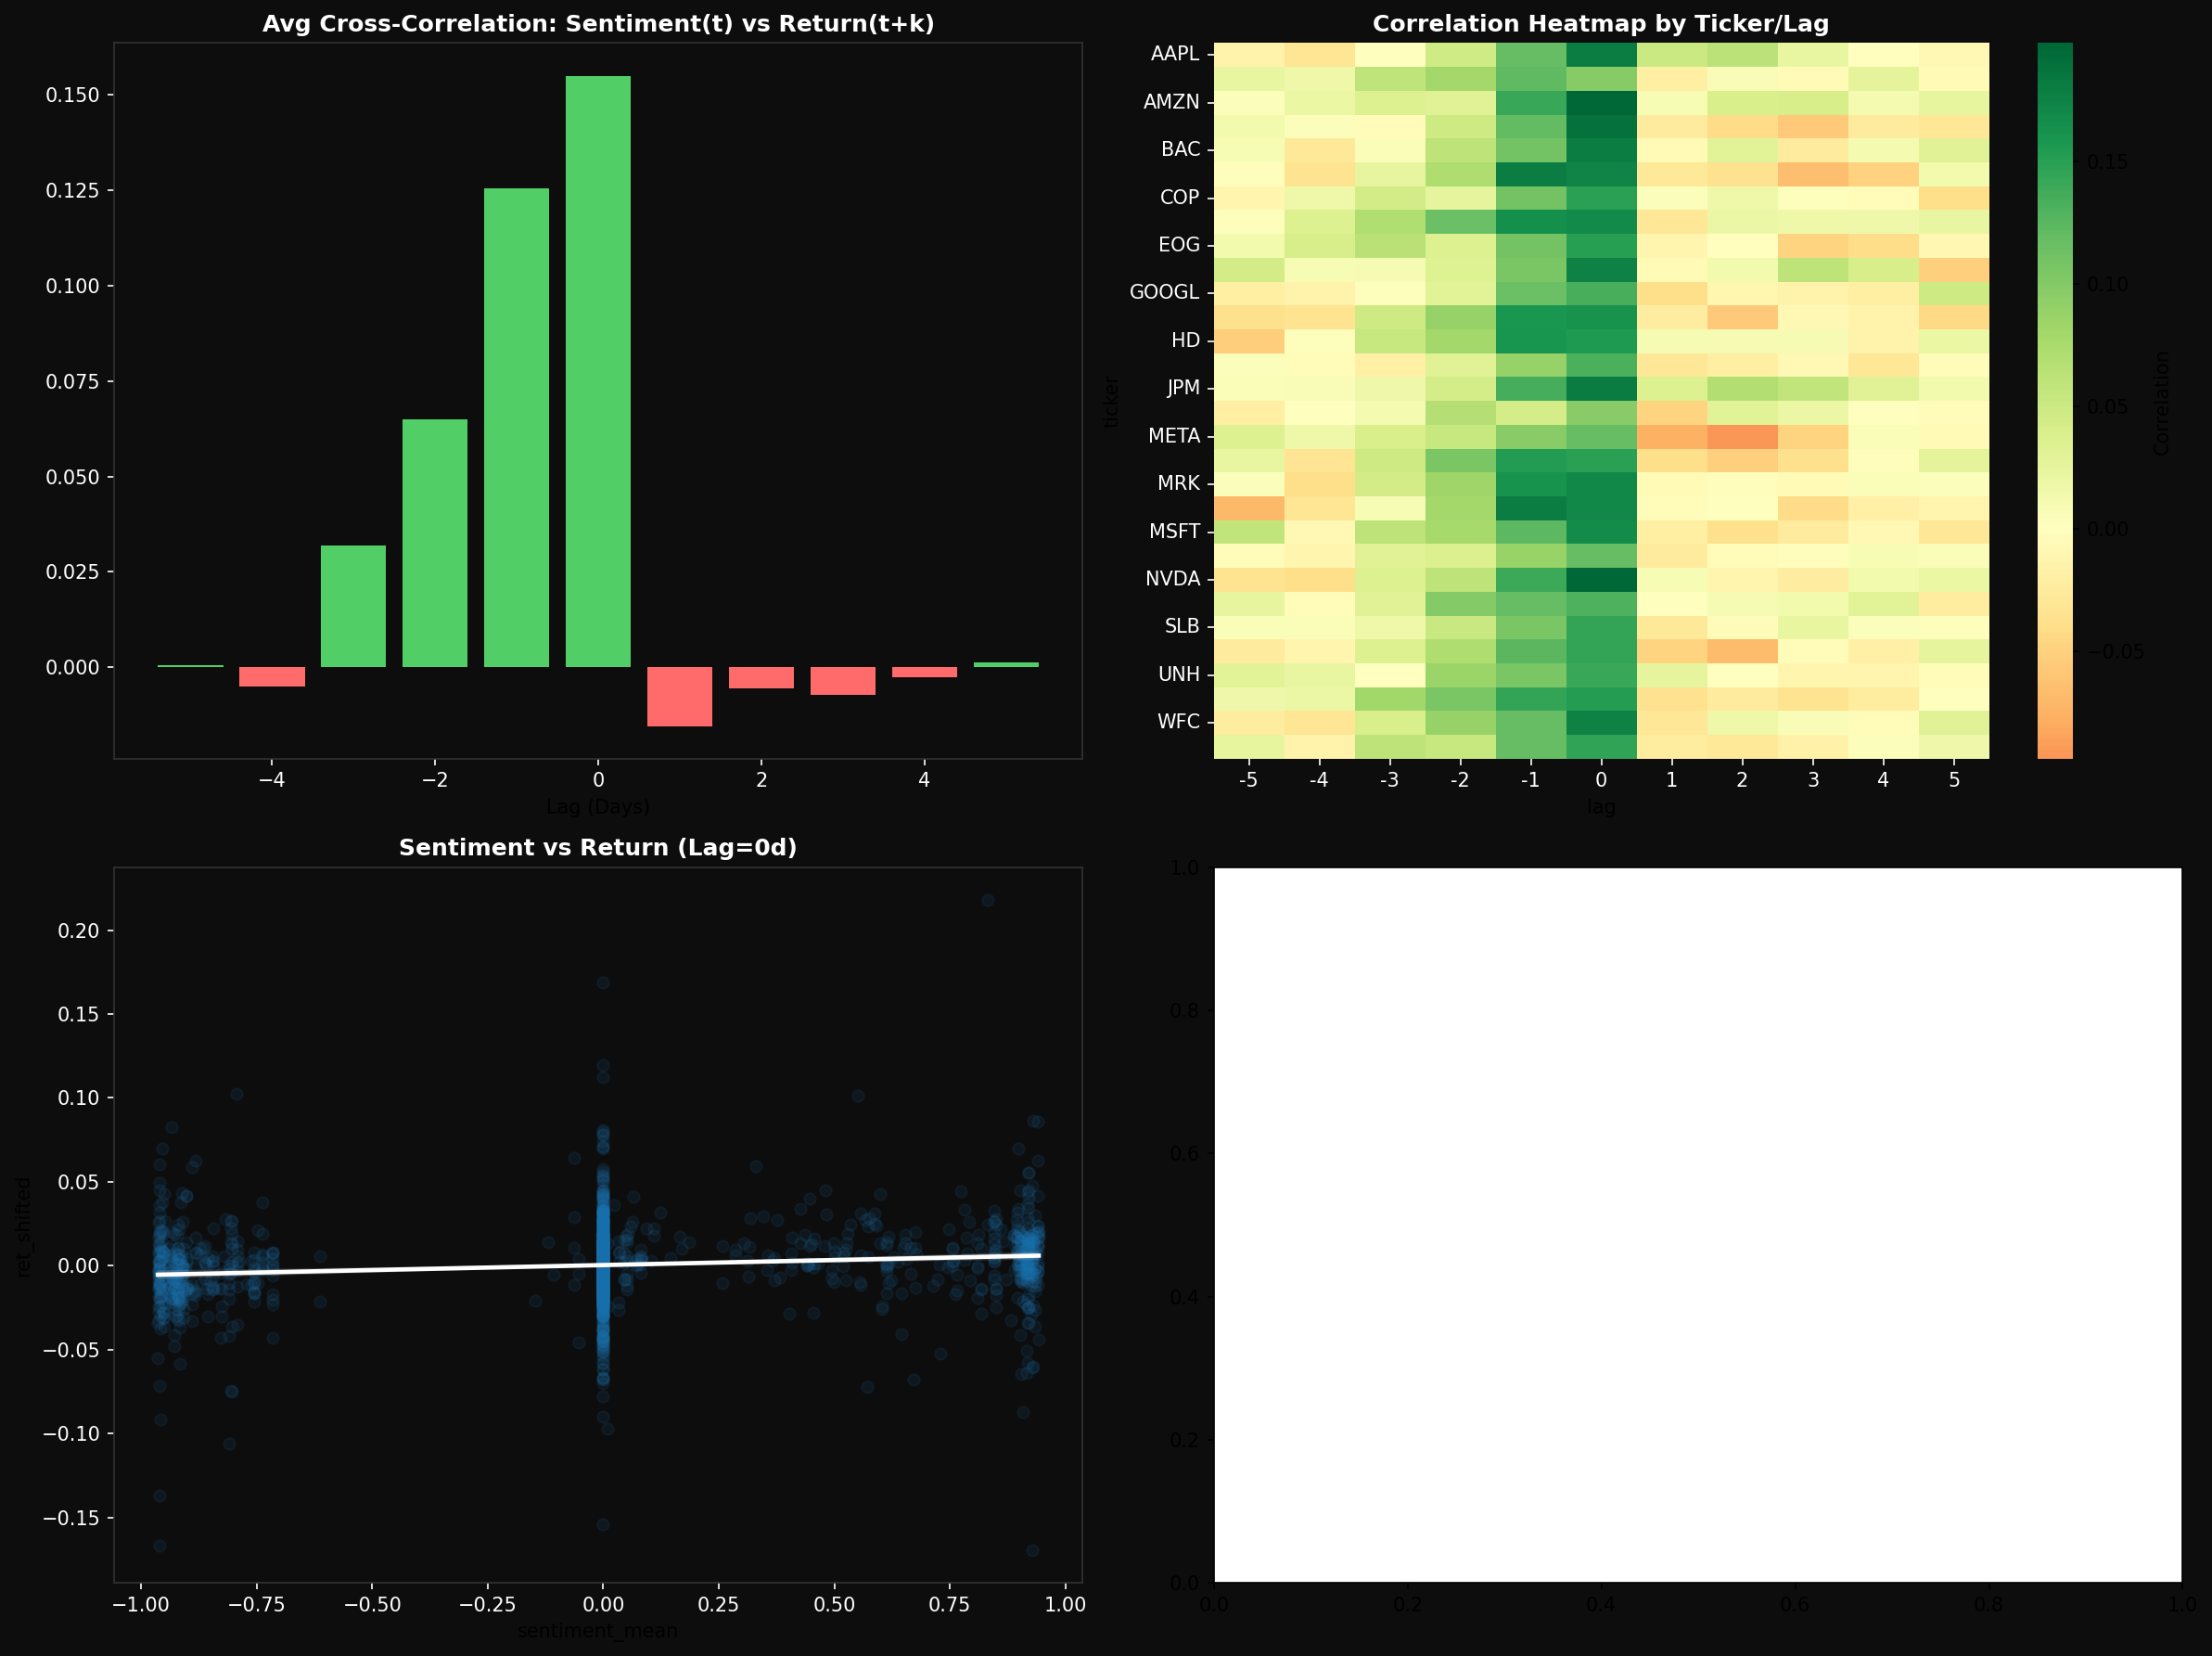 Avg Cross-Correlation: Sentiment(t) vs Return(t+k)
0.150
0.125
0.100
0.075
0.050
0.025
0.000
−4 −2 0 2 4
Lag (Days)
Correlation Heatmap by Ticker/Lag
ticker
AAPL
AMZN
BAC
COP
EOG
GOOGL
HD
JPM
META
MRK
MSFT
NVDA
SLB
UNH
WFC
-5 -4 -3 -2 -1 0 1 2 3 4 5
lag
0.15
0.10
0.05
0.00
−0.05
Correlation
Sentiment vs Return (Lag=0d)
ret_shifted
0.20
0.15
0.10
0.05
0.00
−0.05
−0.10
−0.15
−1.00 −0.75 −0.50 −0.25 0.00 0.25 0.50 0.75 1.00
sentiment_mean
1.0
0.8
0.6
0.4
0.2
0.0
0.0 0.2 0.4 0.6 0.8 1.0